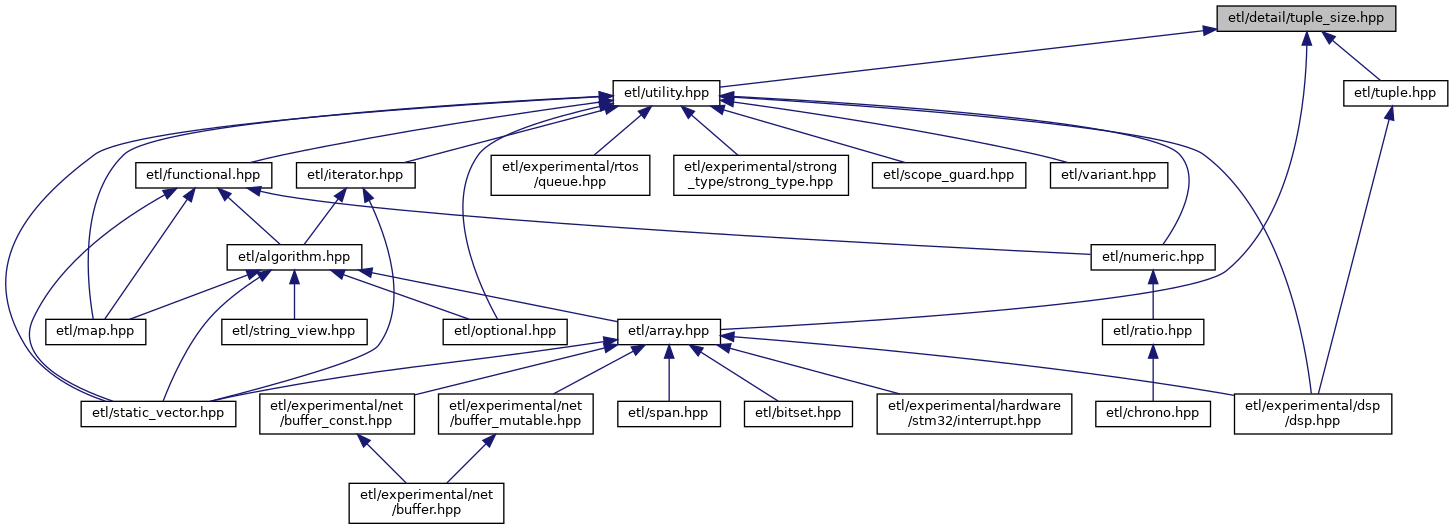 etl/detail/tuple_size.hpp
etl/utility.hpp
etl/tuple.hpp
etl/functional.hpp
etl/iterator.hpp
etl/experimental/rtos
/queue.hpp
etl/experimental/strong
_type/strong_type.hpp
etl/scope_guard.hpp
etl/variant.hpp
etl/algorithm.hpp
etl/numeric.hpp
etl/map.hpp
etl/string_view.hpp
etl/optional.hpp
etl/array.hpp
etl/ratio.hpp
etl/static_vector.hpp
etl/experimental/net
/buffer_const.hpp
etl/experimental/net
/buffer_mutable.hpp
etl/span.hpp
etl/bitset.hpp
etl/experimental/hardware
/stm32/interrupt.hpp
etl/chrono.hpp
etl/experimental/dsp
/dsp.hpp
etl/experimental/net
/buffer.hpp